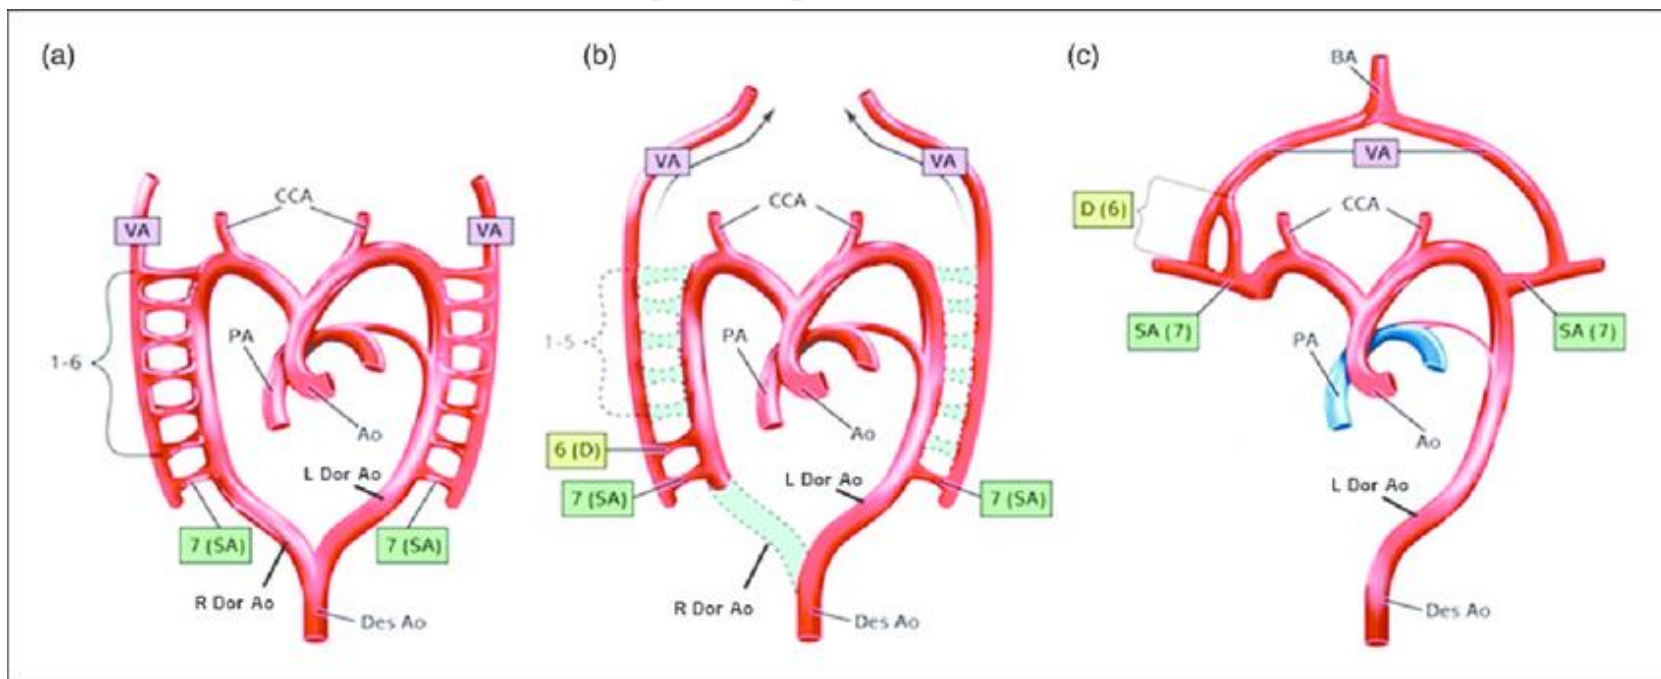 (a)
VA
CCA
VA
1-6
PA
Ao
L Dor Ao
7 (SA)
7 (SA)
R Dor Ao
Des Ao
(b)
VA
VA
CCA
1-5
PA
Ao
6 (D)
7 (SA)
L Dor Ao
7 (SA)
R Dor Ao
Des Ao
(c)
BA
VA
D (6)
CCA
SA (7)
SA (7)
PA
Ao
L Dor Ao
Des Ao